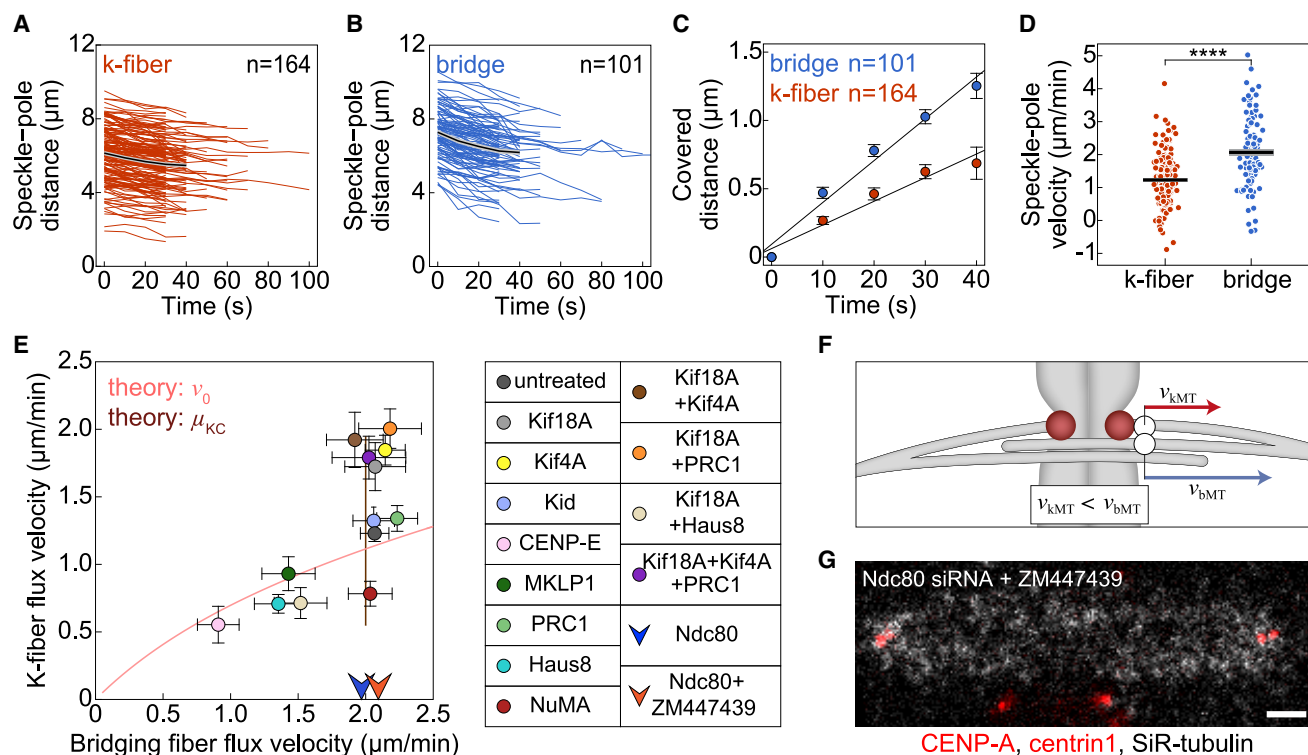 A
12
k-fiber n=164
8
4
0
Speckle−pole
distance (μm)
0 20 40 60 80 100
Time (s)
B
12
bridge n=101
8
4
0
Speckle−pole
distance (μm)
0 20 40 60 80 100
Time (s)
C
1.5
bridge n=101
k-fiber n=164
1.0
0.5
0
Covered
distance (μm)
0 10 20 30 40
Time (s)
D
****
5
4
3
2
1
0
-1
Speckle-pole
velocity (μm/min)
k-fiber bridge
E
2.5
theory: v0
theory: μKC
2.0
1.5
1.0
0.5
0
K-fiber flux velocity (μm/min)
0 0.5 1.0 1.5 2.0 2.5
Bridging fiber flux velocity (μm/min)
untreated
Kif18A
Kif4A
Kid
CENP-E
MKLP1
PRC1
Haus8
NuMA
Kif18A
+Kif4A
Kif18A
+PRC1
Kif18A
+Haus8
Kif18A+Kif4A
+PRC1
Ndc80
Ndc80+
ZM447439
F
vkMT
vbMT
vkMT < vbMT
G
Ndc80 siRNA + ZM447439
CENP-A, centrin1, SiR-tubulin